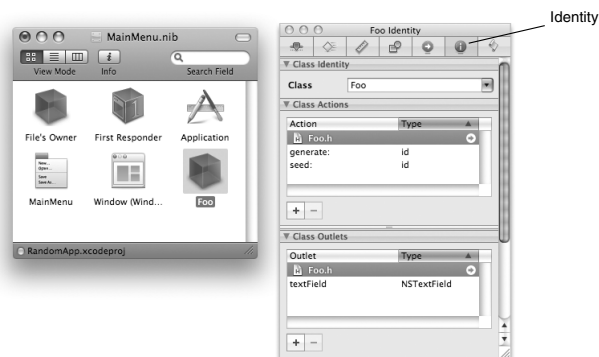 Identity
MainMenu.nib
View Mode
Info
Search Field
File's Owner
First Responder
Application
MainMenu
Window (Wind...
Foo
RandomApp.xcodeproj
Foo Identity
Class Identity
Class
Foo
Class Actions
Action Type
Foo.h
generate: id
seed: id
Class Outlets
Outlet Type
Foo.h
textField NSTextField